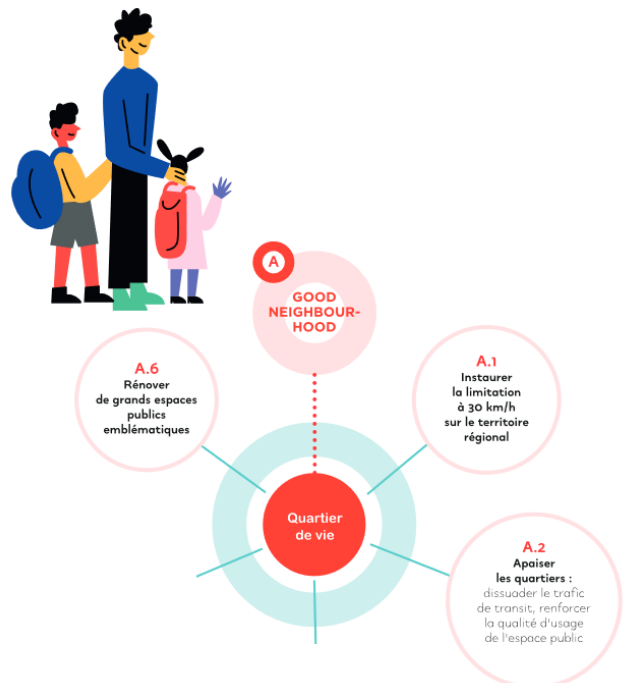 A
GOOD
NEIGHBOUR-
HOOD
A.6
Rénover
de grands espaces
publics
emblématiques
A.1
Instaurer
la limitation
à 30 km/h
sur le territoire
régional
Quartier
de vie
A.2
Apaiser
les quartiers :
dissuader le trafic
de transit, renforcer
la qualité d'usage
de l'espace public